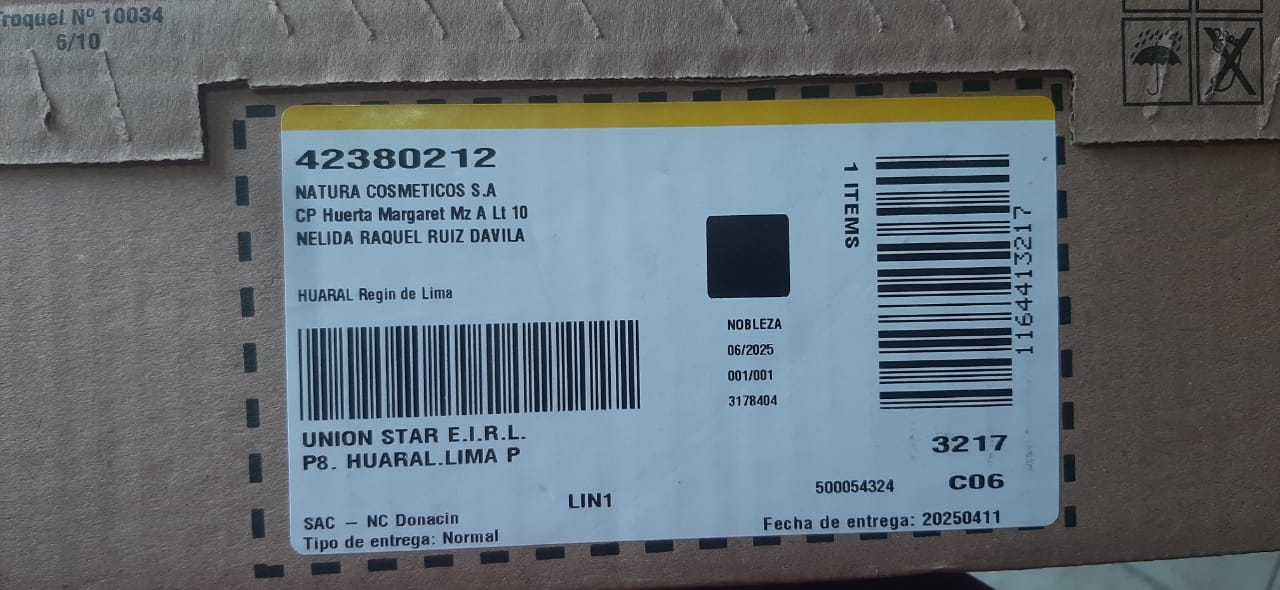 Troquel Nº 10034
6/10
42380212
NATURA COSMETICOS S.A
CP Huerta Margaret Mz A Lt 10
NELIDA RAQUEL RUIZ DAVILA
HUARAL Regin de Lima
1 ITEMS
1164413217
NOBLEZA
06/2025
001/001
3178404
UNION STAR E.I.R.L.
P8. HUARAL.LIMA P
3217
LIN1
500054324
C06
SAC – NC Donacin
Tipo de entrega: Normal
Fecha de entrega: 20250411